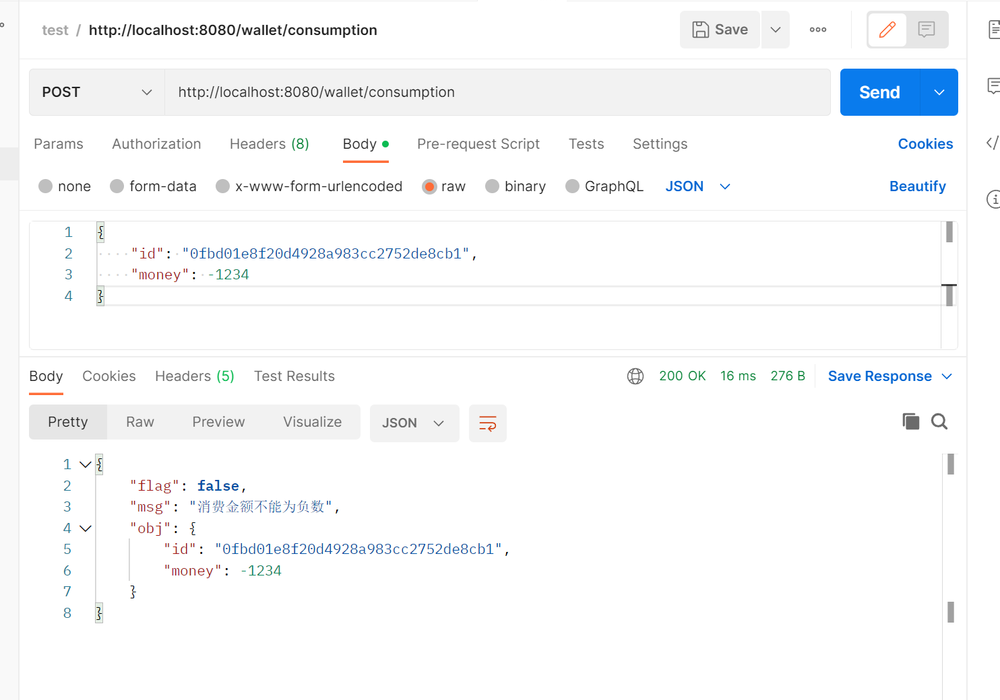 test / http://localhost:8080/wallet/consumption Save
POST http://localhost:8080/wallet/consumption Send
Params Authorization Headers (8) Body Pre-request Script Tests Settings Cookies
none form-data x-www-form-urlencoded raw binary GraphQL JSON Beautify
1 {
2 "id": "0fbd01e8f20d4928a983cc2752de8cb1",
3 "money": -1234
4 }
Body Cookies Headers (5) Test Results 200 OK 16 ms 276 B Save Response
Pretty Raw Preview Visualize JSON
1 {
2 "flag": false,
3 "msg": "消费金额不能为负数",
4 "obj": {
5 "id": "0fbd01e8f20d4928a983cc2752de8cb1",
6 "money": -1234
7 }
8 }